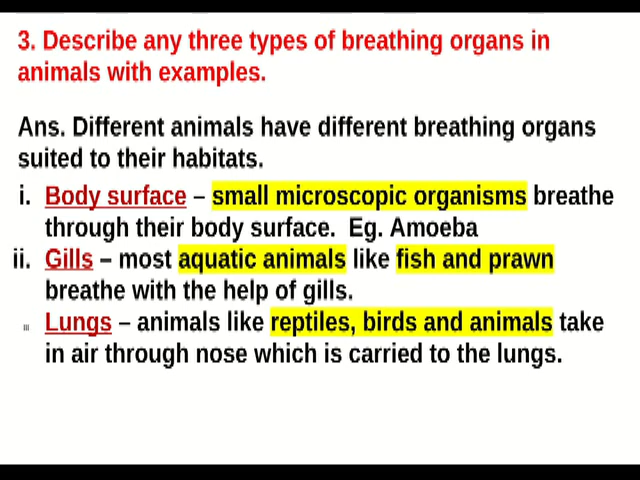 3. Describe any three types of breathing organs in
animals with examples.
Ans. Different animals have different breathing organs
suited to their habitats.
i. Body surface – small microscopic organisms breathe
through their body surface. Eg. Amoeba
ii. Gills – most aquatic animals like fish and prawn
breathe with the help of gills.
iii Lungs – animals like reptiles, birds and animals take
in air through nose which is carried to the lungs.